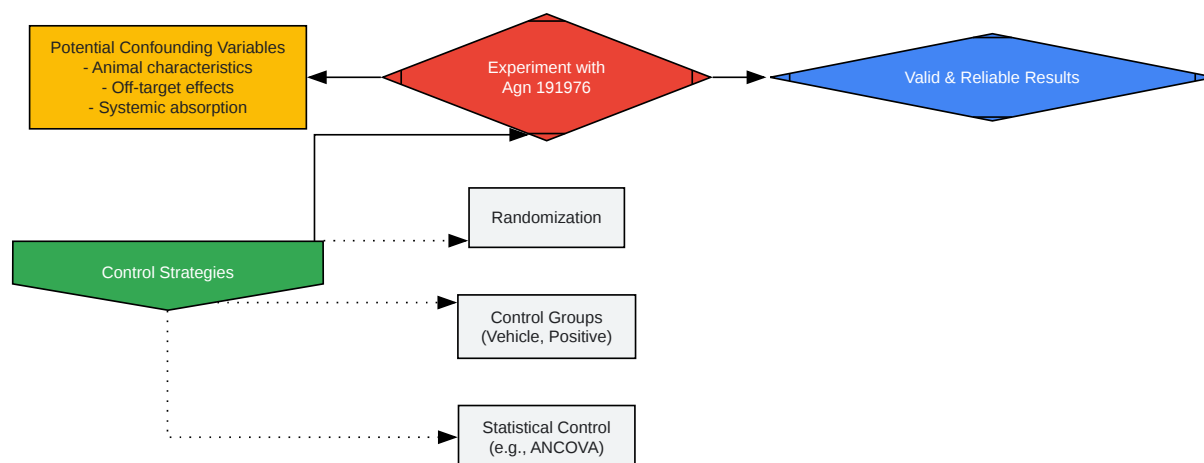 Potential Confounding Variables
- Animal characteristics
- Off-target effects
- Systemic absorption
Experiment with
Agn 191976
Valid & Reliable Results
Randomization
Control Strategies
Control Groups
(Vehicle, Positive)
Statistical Control
(e.g., ANCOVA)